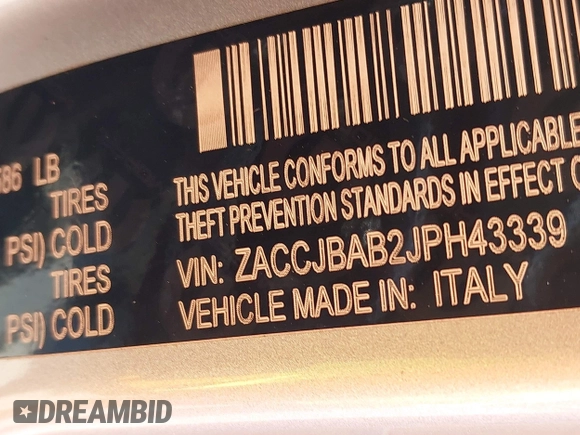 686 LB
TIRES
PSI) COLD
TIRES
PSI) COLD
THIS VEHICLE CONFORMS TO ALL APPLICABLE
THEFT PREVENTION STANDARDS IN EFFECT
VIN: ZACCJBAB2JPH43339
VEHICLE MADE IN: ITALY
DREAMBID